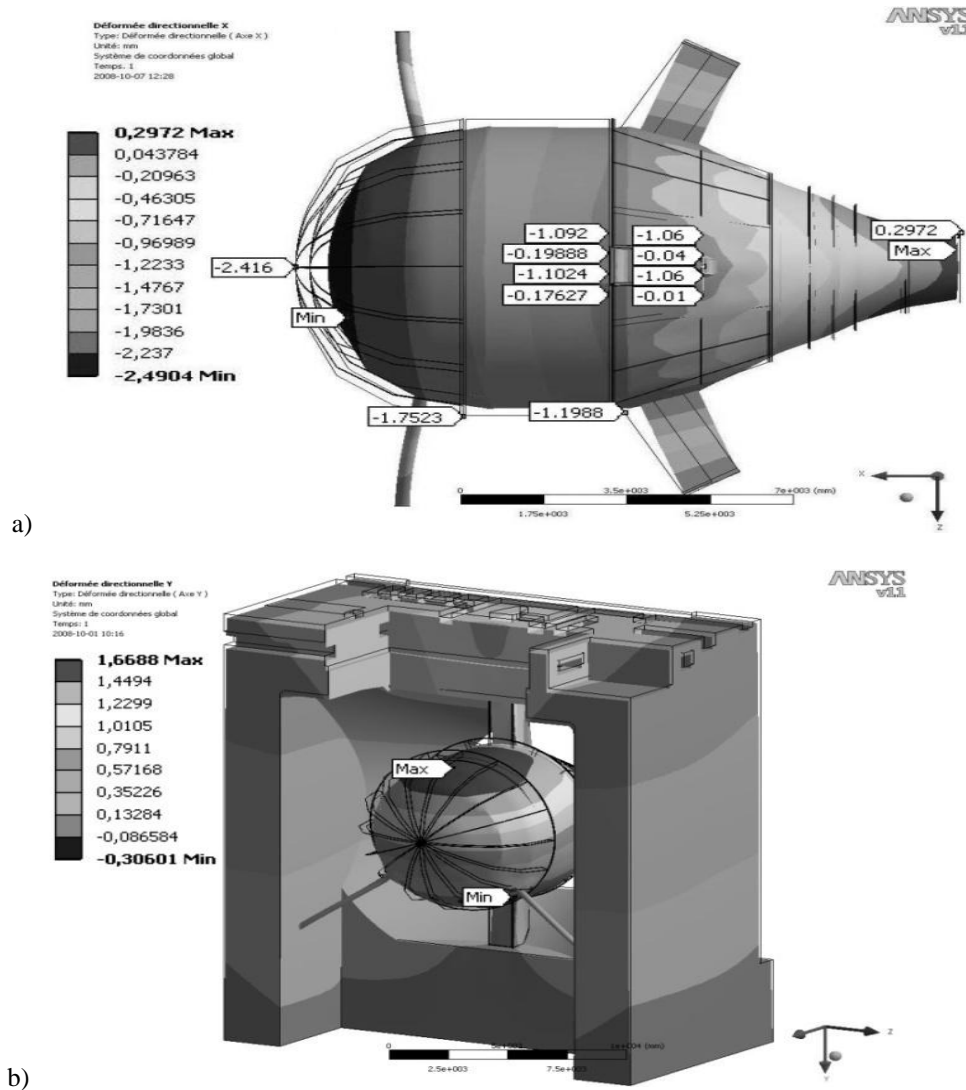 Déformée directionnelle X
Type: Déformée directionnelle ( Axe X )
Unité: mm
Système de coordonnées global
Temps. 1
2008-10-07 12:28
ANSYS
v11
0,2972 Max
0,043784
-0,20963
-0,46305
-0,71647
-0,96989
-1,2233
-1,4767
-1,7301
-1,9836
-2,237
-2,4904 Min
-2.416
Min
-1.7523
-1.1988
-1.092
-0.19888
-1.1024
-0.17627
-1.06
-0.04
-1.06
-0.01
0.2972
Max
0
3.5e+003
7e+003 (mm)
1.75e+003
5.25e+003
X
Z
a)
Déformée directionnelle Y
Type: Déformée directionnelle ( Axe Y )
Unité: mm
Système de coordonnées global
Temps: 1
2008-10-01 10:16
ANSYS
v11
1,6688 Max
1,4494
1,2299
1,0105
0,7911
0,57168
0,35226
0,13284
-0,086584
-0,30601 Min
Max
Min
0
1e+004 (mm)
2.5e+003
7.5e+003
Z
Y
b)